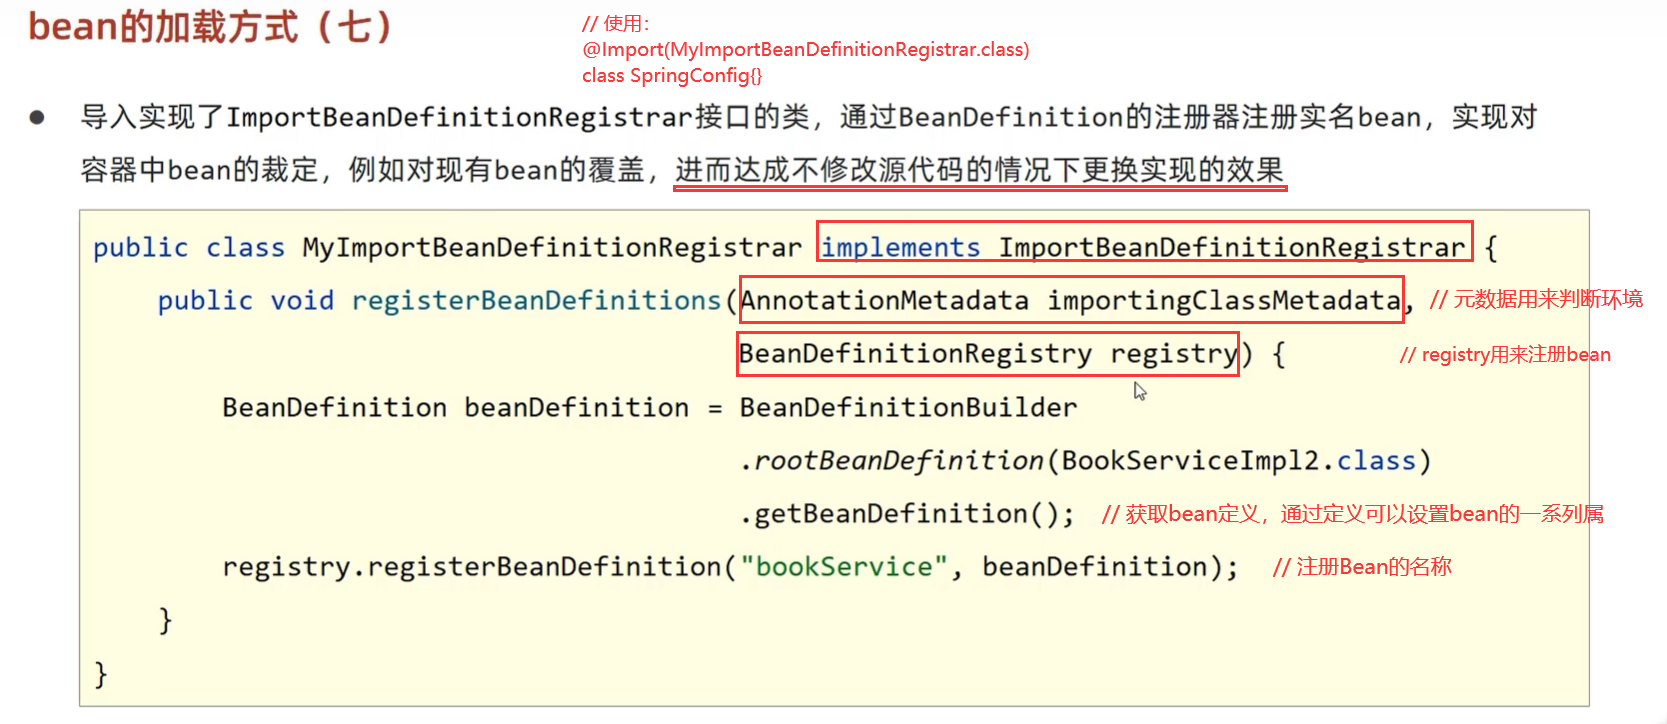 bean的加载方式（七）
// 使用：
@Import(MyImportBeanDefinitionRegistrar.class)
class SpringConfig{}
● 导入实现了ImportBeanDefinitionRegistrar接口的类，通过BeanDefinition的注册器注册实名bean，实现对
容器中bean的裁定，例如对现有bean的覆盖，进而达成不修改源代码的情况下更换实现的效果
public class MyImportBeanDefinitionRegistrar implements ImportBeanDefinitionRegistrar {
public void registerBeanDefinitions(AnnotationMetadata importingClassMetadata, // 元数据用来判断环境
BeanDefinitionRegistry registry) { // registry用来注册bean
BeanDefinition beanDefinition = BeanDefinitionBuilder
.rootBeanDefinition(BookServiceImpl2.class)
.getBeanDefinition(); // 获取bean定义，通过定义可以设置bean的一系列属
registry.registerBeanDefinition("bookService", beanDefinition); // 注册Bean的名称
}
}